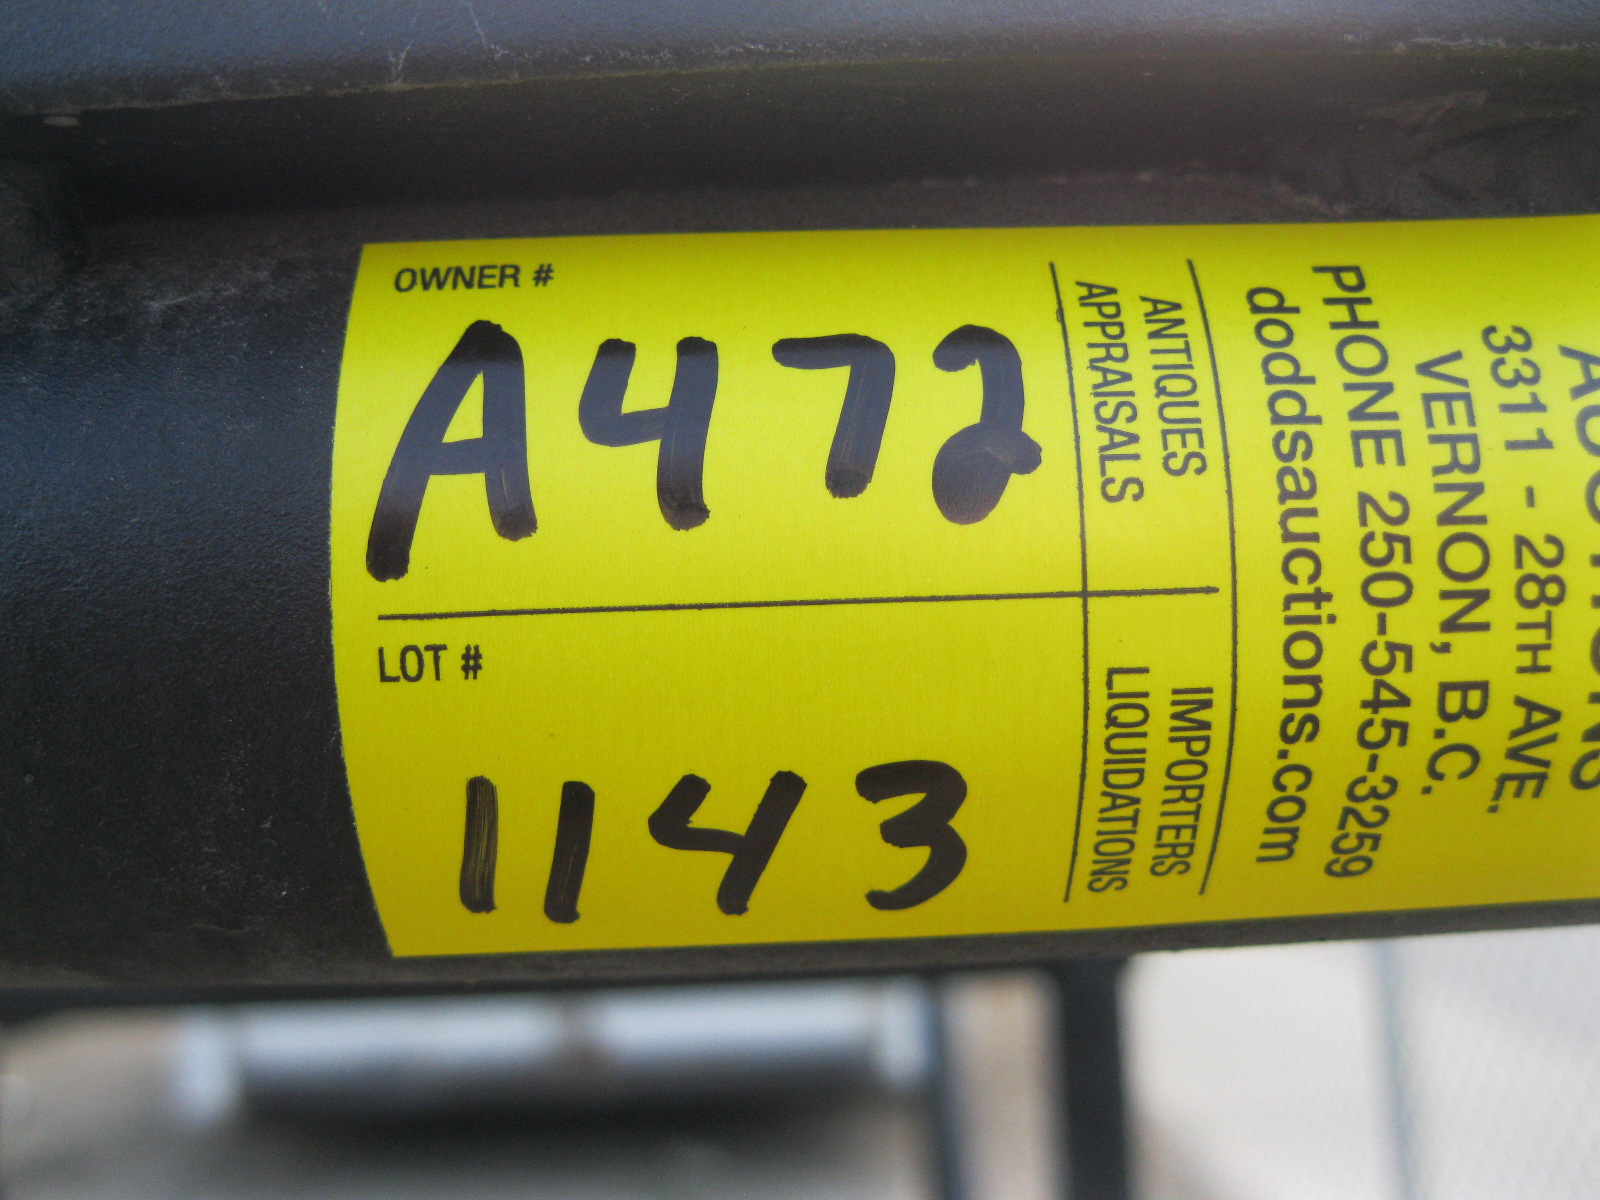 OWNER #
A472
LOT #
1143
ANTIQUES
APPRAISALS
IMPORTERS
LIQUIDATIONS
3311 - 28TH AVE.
VERNON, B.C.
PHONE 250-545-3259
doddsauctions.com